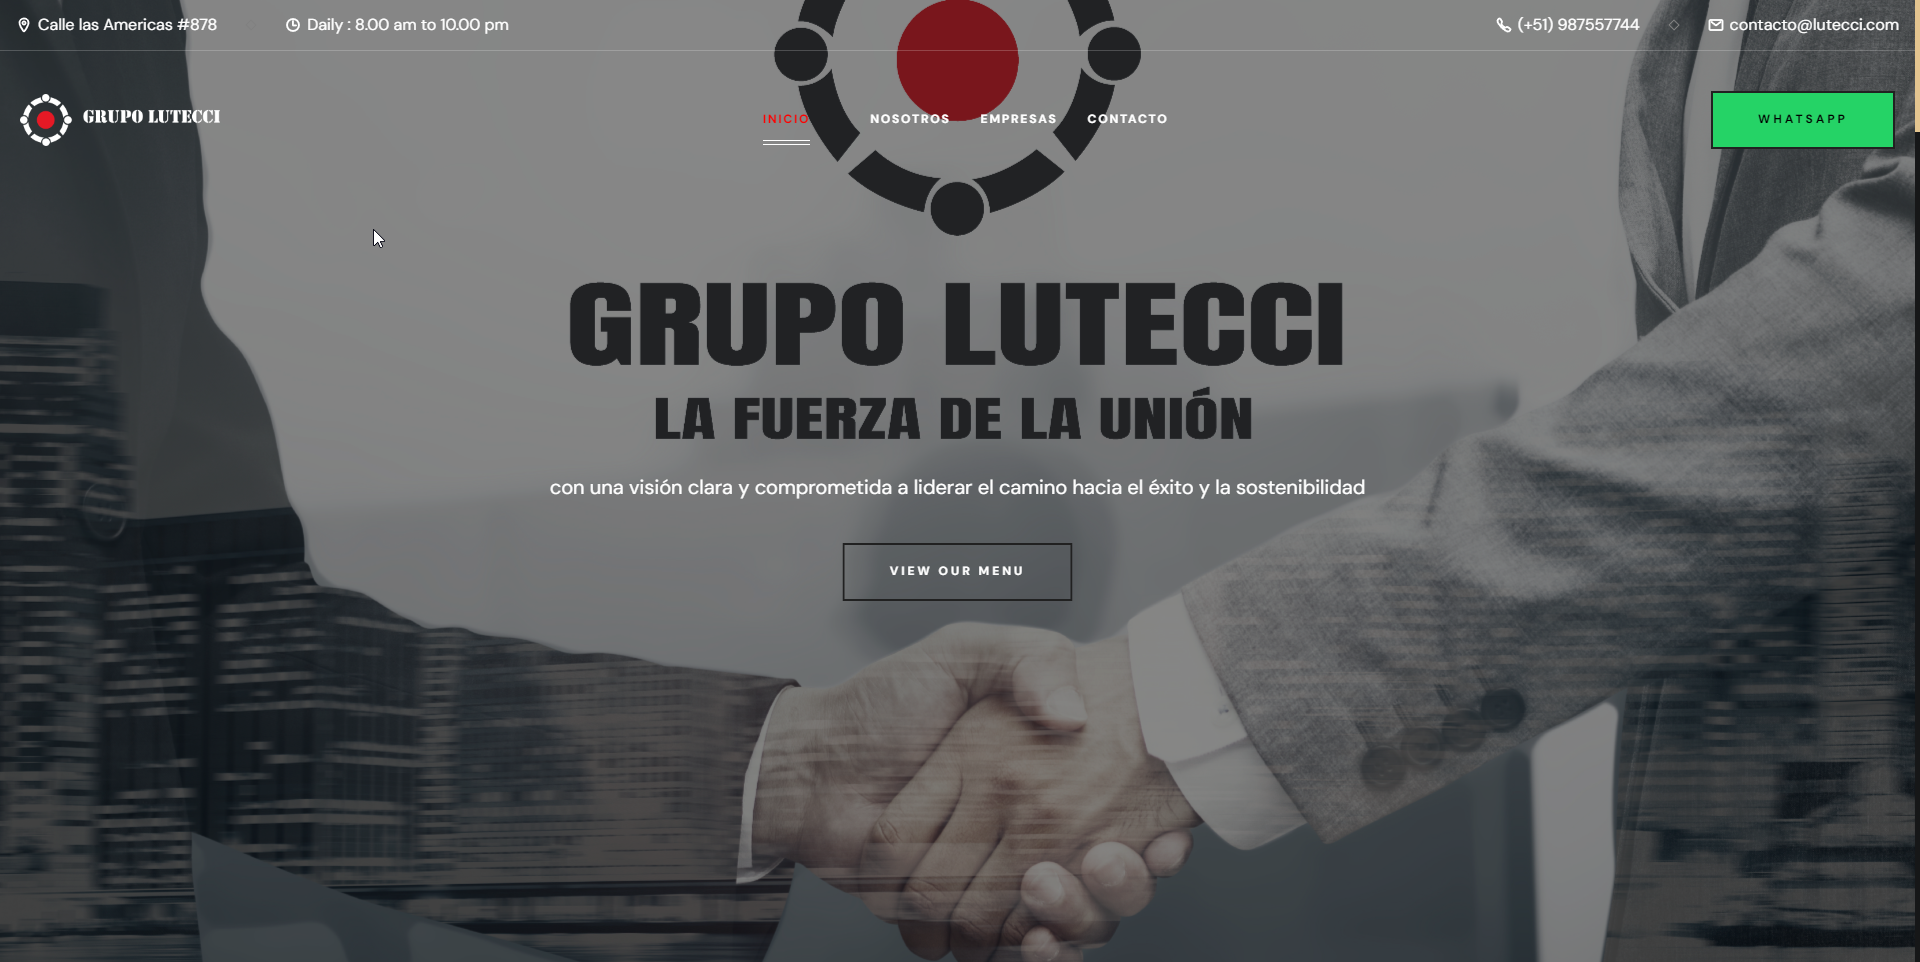 Calle las Americas #878
Daily : 8.00 am to 10.00 pm
(+51) 987557744
contacto@lutecci.com
GRUPO LUTECCI
INICIO
NOSOTROS
EMPRESAS
CONTACTO
WHATSAPP
GRUPO LUTECCI
LA FUERZA DE LA UNIÓN
con una visión clara y comprometida a liderar el camino hacia el éxito y la sostenibilidad
VIEW OUR MENU